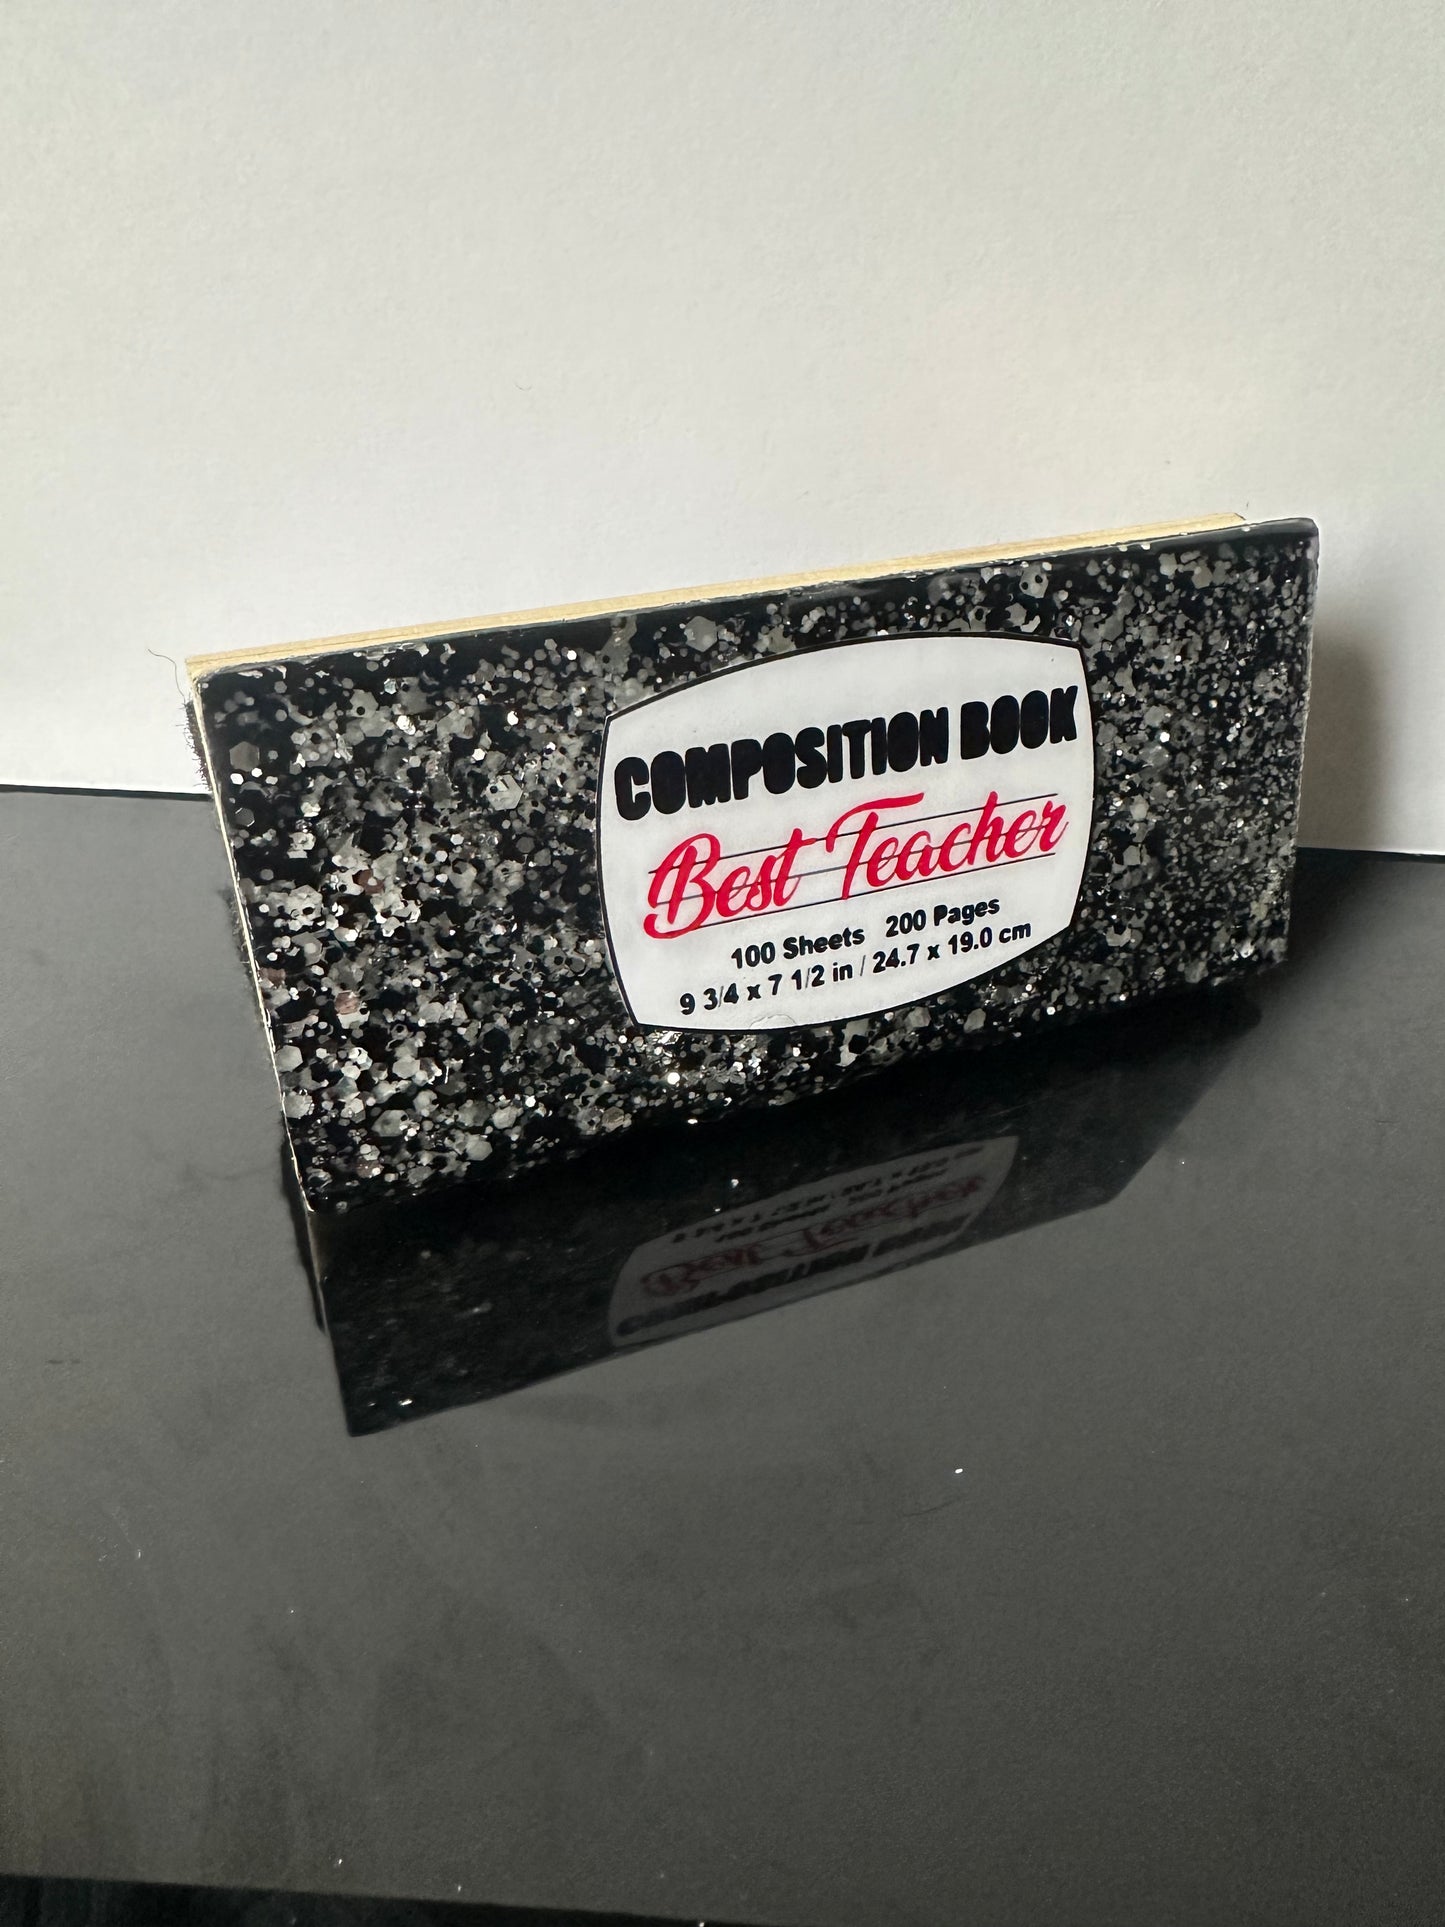 COMPOSITION BOOK
Best Teacher
100 Sheets 200 Pages
9 3/4 x 7 1/2 in / 24.7 x 19.0 cm